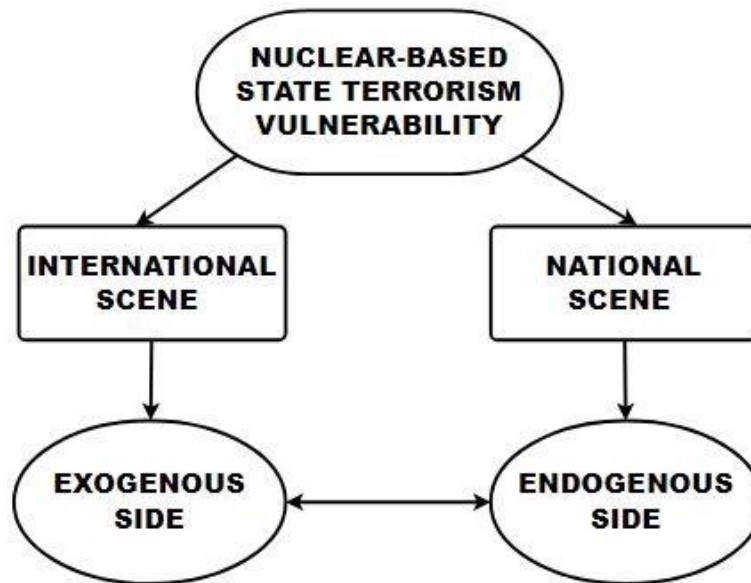 NUCLEAR-BASED
STATE TERRORISM
VULNERABILITY
INTERNATIONAL
SCENE
NATIONAL
SCENE
EXOGENOUS
SIDE
ENDOGENOUS
SIDE